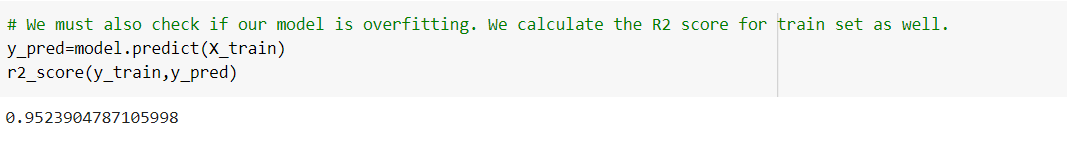 # We must also check if our model is overfitting. We calculate the R2 score for train set as well.
y_pred=model.predict(X_train)
r2_score(y_train,y_pred)
0.9523904787105998